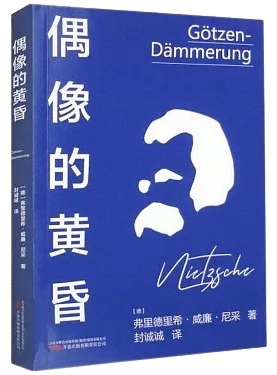 偶像的黄昏
Götzen-
Dämmerung
[德]弗里德里希·威廉·尼采 著
封诚诚 译
Götzen-
Dämmerung
偶像的黄昏
Nietzsche
[德]
弗里德里希·威廉·尼采 著
封诚诚 译